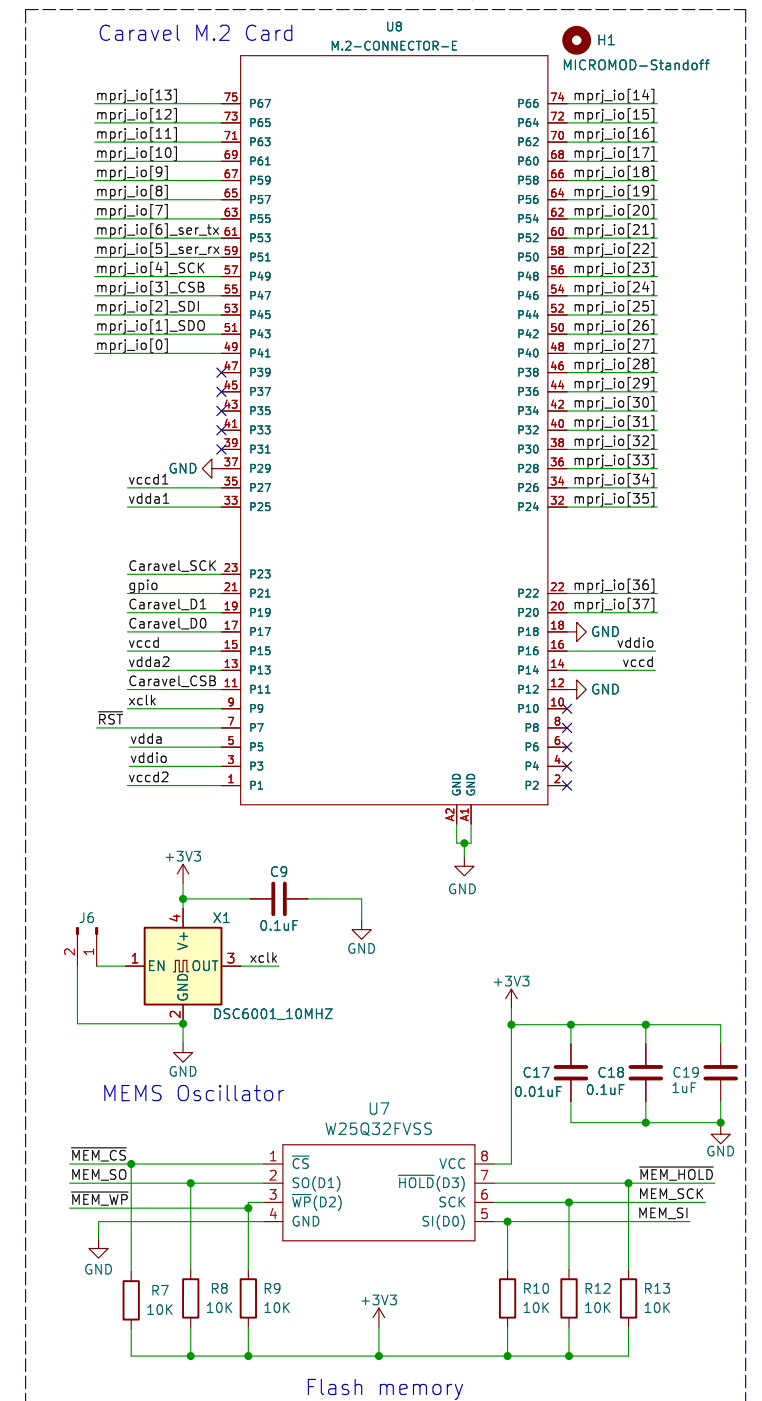 Caravel M.2 Card
U8
M.2-CONNECTOR-E
H1
MICROMOD-Standoff
mprj_io[13] 75 P67 P66 74 mprj_io[14]
mprj_io[12] 73 P65 P64 72 mprj_io[15]
mprj_io[11] 71 P63 P62 70 mprj_io[16]
mprj_io[10] 69 P61 P60 68 mprj_io[17]
mprj_io[9] 67 P59 P58 66 mprj_io[18]
mprj_io[8] 65 P57 P56 64 mprj_io[19]
mprj_io[7] 63 P55 P54 62 mprj_io[20]
mprj_io[6]_ser_tx 61 P53 P52 60 mprj_io[21]
mprj_io[5]_ser_rx 59 P51 P50 58 mprj_io[22]
mprj_io[4]_SCK 57 P49 P48 56 mprj_io[23]
mprj_io[3]_CSB 55 P47 P46 54 mprj_io[24]
mprj_io[2]_SDI 53 P45 P44 52 mprj_io[25]
mprj_io[1]_SDO 51 P43 P42 50 mprj_io[26]
mprj_io[0] 49 P41 P40 48 mprj_io[27]
47 P39 P38 46 mprj_io[28]
45 P37 P36 44 mprj_io[29]
43 P35 P34 42 mprj_io[30]
41 P33 P32 40 mprj_io[31]
39 P31 P30 38 mprj_io[32]
GND 37 P29 P28 36 mprj_io[33]
vccd1 35 P27 P26 34 mprj_io[34]
vdda1 33 P25 P24 32 mprj_io[35]
Caravel_SCK 23 P23
gpio 21 P21 P22 22 mprj_io[36]
Caravel_D1 19 P19 P20 20 mprj_io[37]
Caravel_D0 17 P17 P18 18 GND
vccd 15 P15 P16 16 vddio
vdda2 13 P13 P14 14 vccd
Caravel_CSB 11 P11 P12 12 GND
xclk 9 P9 P10 10
RST 7 P7 P8 8
vdda 5 P5 P6 6
vddio 3 P3 P4 4
vccd2 1 P1 P2 2
GND GND
A2 A1
GND
+3V3
C9
0.1uF
GND
J6
2 1
4
X1
V+
1 EN OUT 3 xclk
GND
2
DSC6001_10MHZ
GND
MEMS Oscillator
+3V3
C17 C18 C19
0.01uF 0.1uF 1uF
GND
U7
W25Q32FVSS
MEM_CS 1 CS VCC 8
MEM_SO 2 SO(D1) HOLD(D3) 7 MEM_HOLD
MEM_WP 3 WP(D2) SCK 6 MEM_SCK
4 GND SI(D0) 5 MEM_SI
GND
R7 R8 R9 R10 R12 R13
10K 10K 10K 10K 10K 10K
+3V3
Flash memory